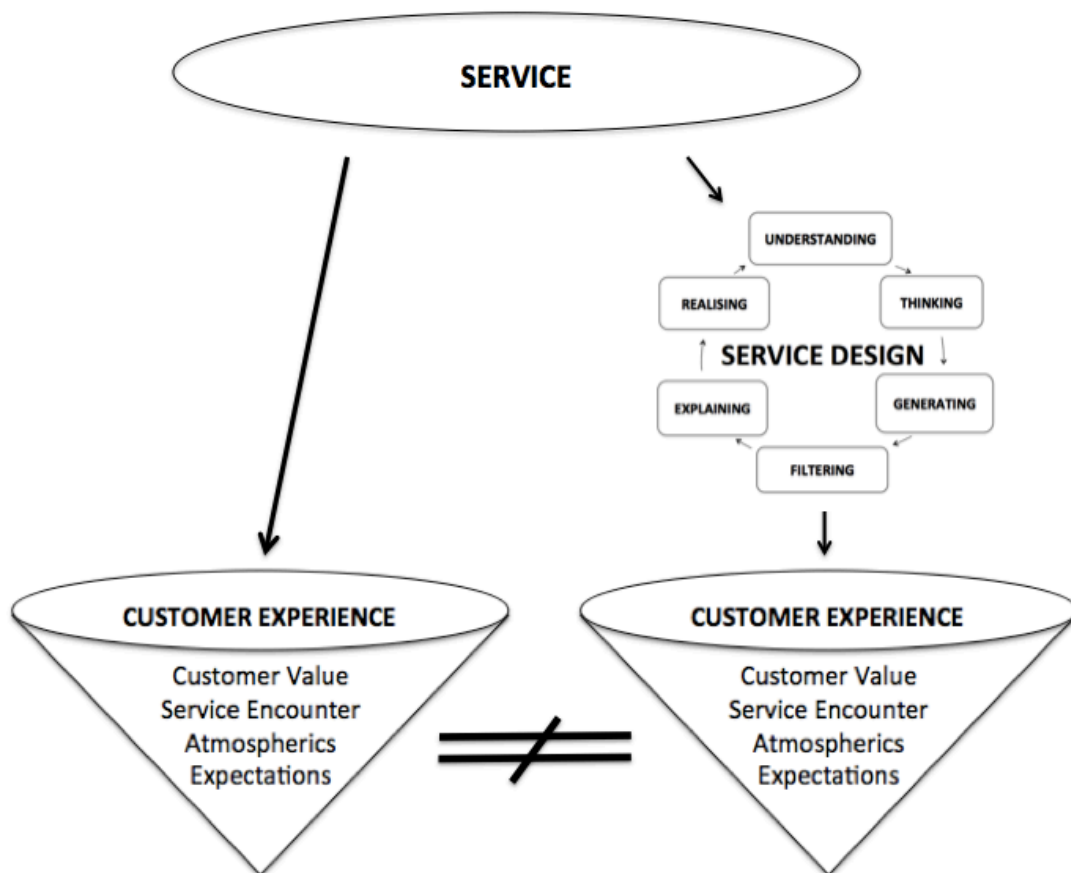 SERVICE
UNDERSTANDING
REALISING
THINKING
SERVICE DESIGN
EXPLAINING
GENERATING
FILTERING
CUSTOMER EXPERIENCE
Customer Value
Service Encounter
Atmospherics
Expectations
CUSTOMER EXPERIENCE
Customer Value
Service Encounter
Atmospherics
Expectations